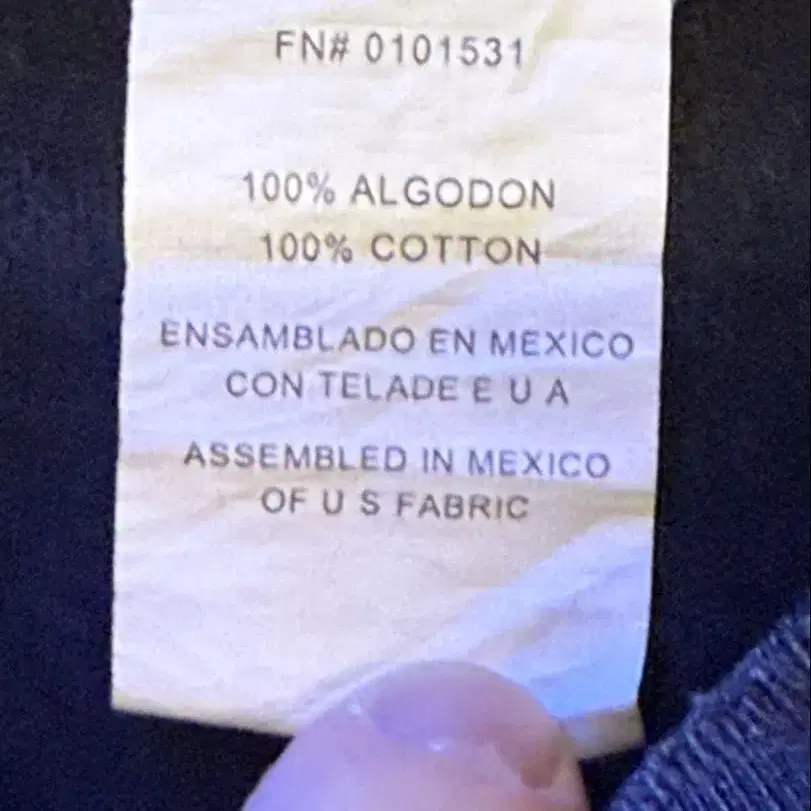 FN# 0101531
100% ALGODON
100% COTTON
ENSAMBLADO EN MEXICO
CON TELADE E U A
ASSEMBLED IN MEXICO
OF U S FABRIC